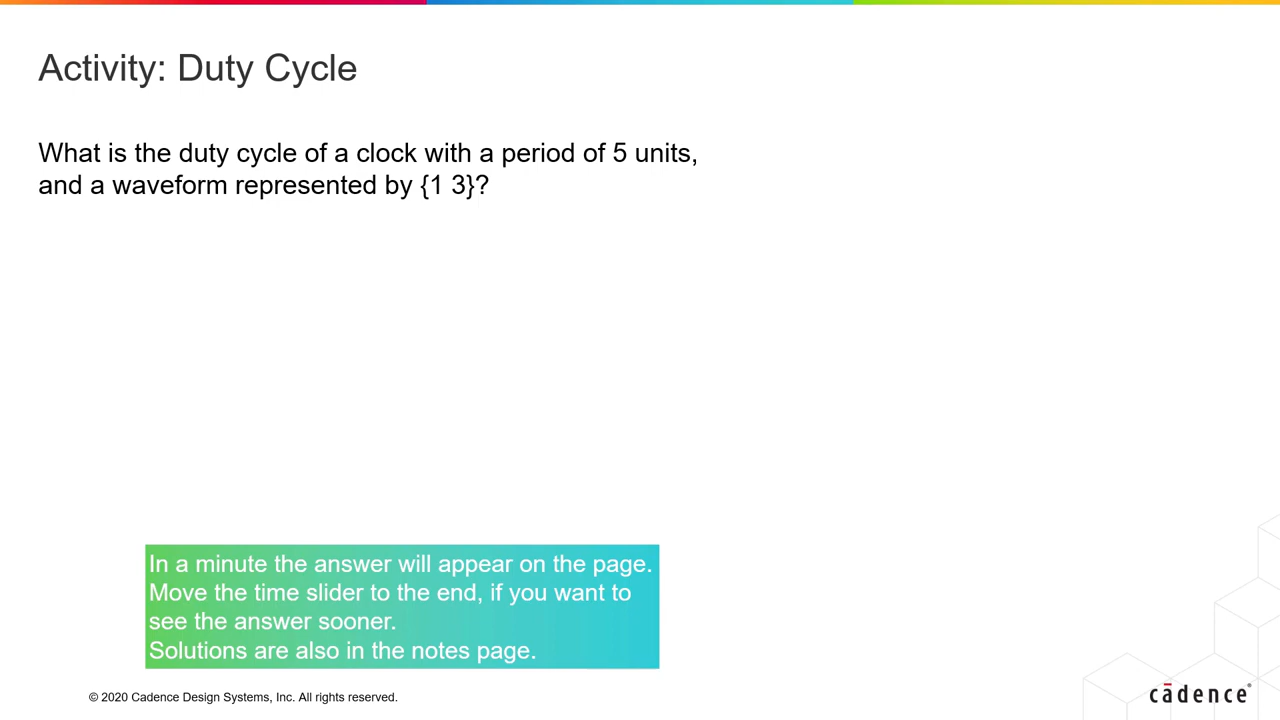 Activity: Duty Cycle
What is the duty cycle of a clock with a period of 5 units,
and a waveform represented by {1 3}?
In a minute the answer will appear on the page.
Move the time slider to the end, if you want to
see the answer sooner.
Solutions are also in the notes page.
© 2020 Cadence Design Systems, Inc. All rights reserved.
cādence®